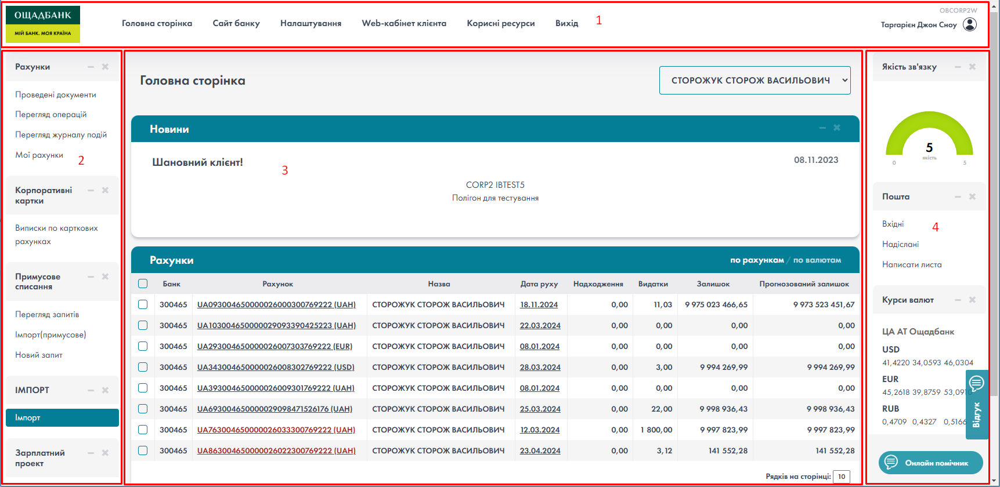 ОЩАДБАНК
МІЙ БАНК. МОЯ КРАЇНА
Головна сторінка Сайт банку Налаштування Web-кабінет клієнта Корисні ресурси Вихід 1
OBCORP2W
Таргарієн Джон Сноу
Рахунки
Проведені документи
Перегляд операцій
Перегляд журналу подій
Мої рахунки
2
Корпоративні
картки
Виписки по карткових
рахунках
Примусове
списання
Перегляд запитів
Імпорт(примусове)
Новий запит
ІМПОРТ
Імпорт
Зарплатний
проект
Головна сторінка
СТОРОЖУК СТОРОЖ ВАСИЛЬОВИЧ
Новини
Шановний клієнт!
08.11.2023
3
CORP2 IBTEST5
Полігон для тестування
Рахунки
по рахункам / по валютам
Банк Рахунок Назва Дата руху Надходження Видатки Залишок Прогнозований залишок
300465 UA093004650000026000300769222 (UAH) СТОРОЖУК СТОРОЖ ВАСИЛЬОВИЧ 18.11.2024 0,00 11,03 9 975 023 466,65 9 973 523 451,67
300465 UA103004650000029093390425223 (UAH) СТОРОЖУК СТОРОЖ ВАСИЛЬОВИЧ 22.03.2024 0,00 0,00 0,00 0,00
300465 UA293004650000026007303769222 (EUR) СТОРОЖУК СТОРОЖ ВАСИЛЬОВИЧ 08.01.2024 0,00 0,00 0,00 0,00
300465 UA343004650000026008302769222 (USD) СТОРОЖУК СТОРОЖ ВАСИЛЬОВИЧ 28.03.2024 0,00 3,00 9 994 269,99 9 994 269,99
300465 UA393004650000026009301769222 (UAH) СТОРОЖУК СТОРОЖ ВАСИЛЬОВИЧ 08.01.2024 0,00 0,00 0,00 0,00
300465 UA693004650000029098471526176 (UAH) СТОРОЖУК СТОРОЖ ВАСИЛЬОВИЧ 25.03.2024 0,00 22,00 9 998 936,43 9 998 936,43
300465 UA763004650000026033300769222 (UAH) СТОРОЖУК СТОРОЖ ВАСИЛЬОВИЧ 12.03.2024 0,00 1 800,00 9 997 823,99 9 997 823,99
300465 UA863004650000026022300769222 (UAH) СТОРОЖУК СТОРОЖ ВАСИЛЬОВИЧ 23.04.2024 0,00 3,12 141 552,28 141 552,28
Рядків на сторінці: 10
Якість зв'язку
5
якість
0 5
Пошта
Вхідні
4
Надіслані
Написати листа
Курси валют
ЦА АТ Ощадбанк
USD
41,4220 34,0593 46,0304
EUR
45,2618 39,8759 53,0910
RUB
0,4709 0,4327 0,5166
Відгук
Онлайн помічник